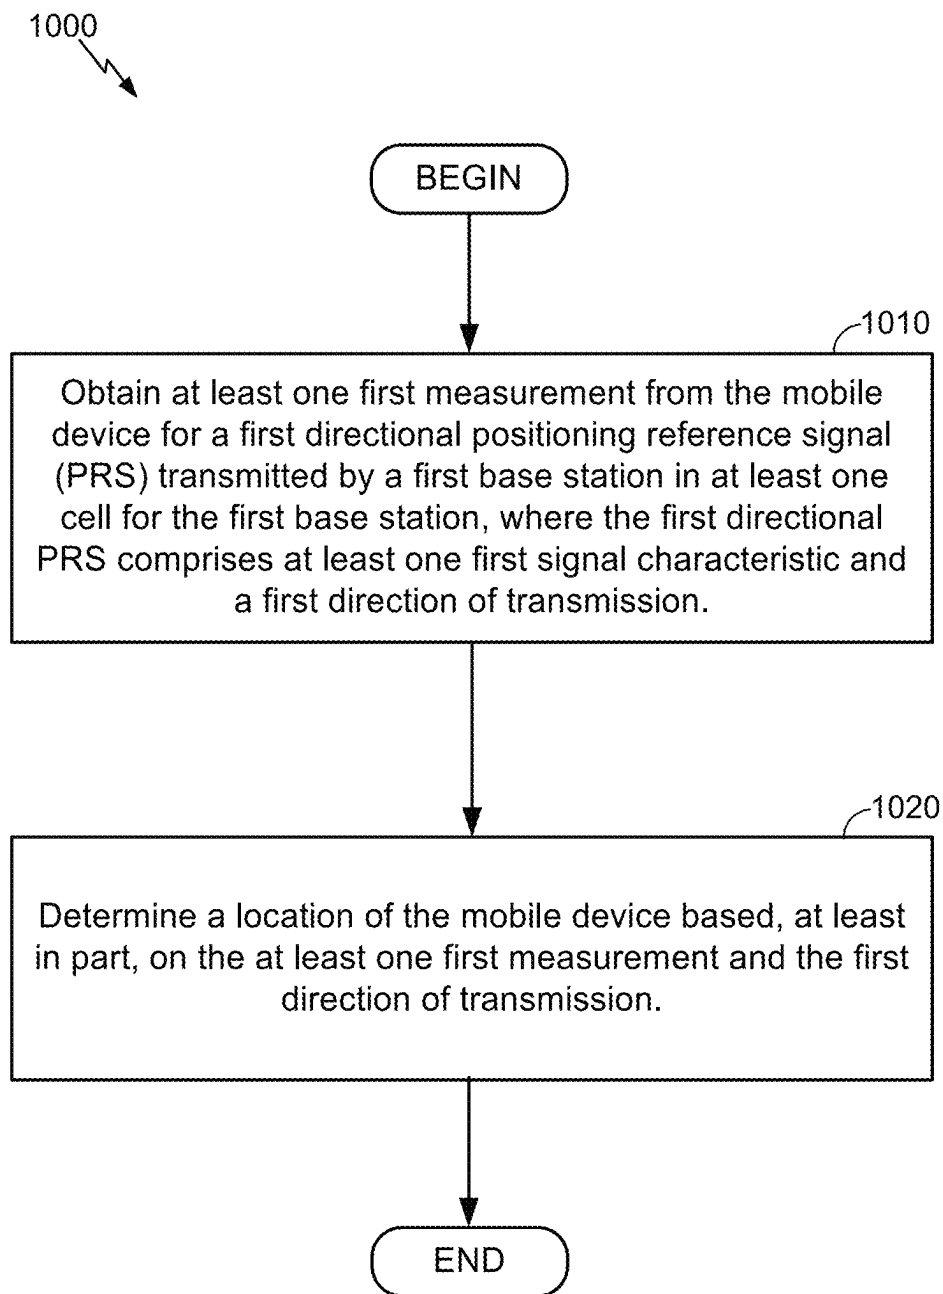 1000
BEGIN
1010
Obtain at least one first measurement from the mobile
device for a first directional positioning reference signal
(PRS) transmitted by a first base station in at least one
cell for the first base station, where the first directional
PRS comprises at least one first signal characteristic and
a first direction of transmission.
1020
Determine a location of the mobile device based, at least
in part, on the at least one first measurement and the first
direction of transmission.
END